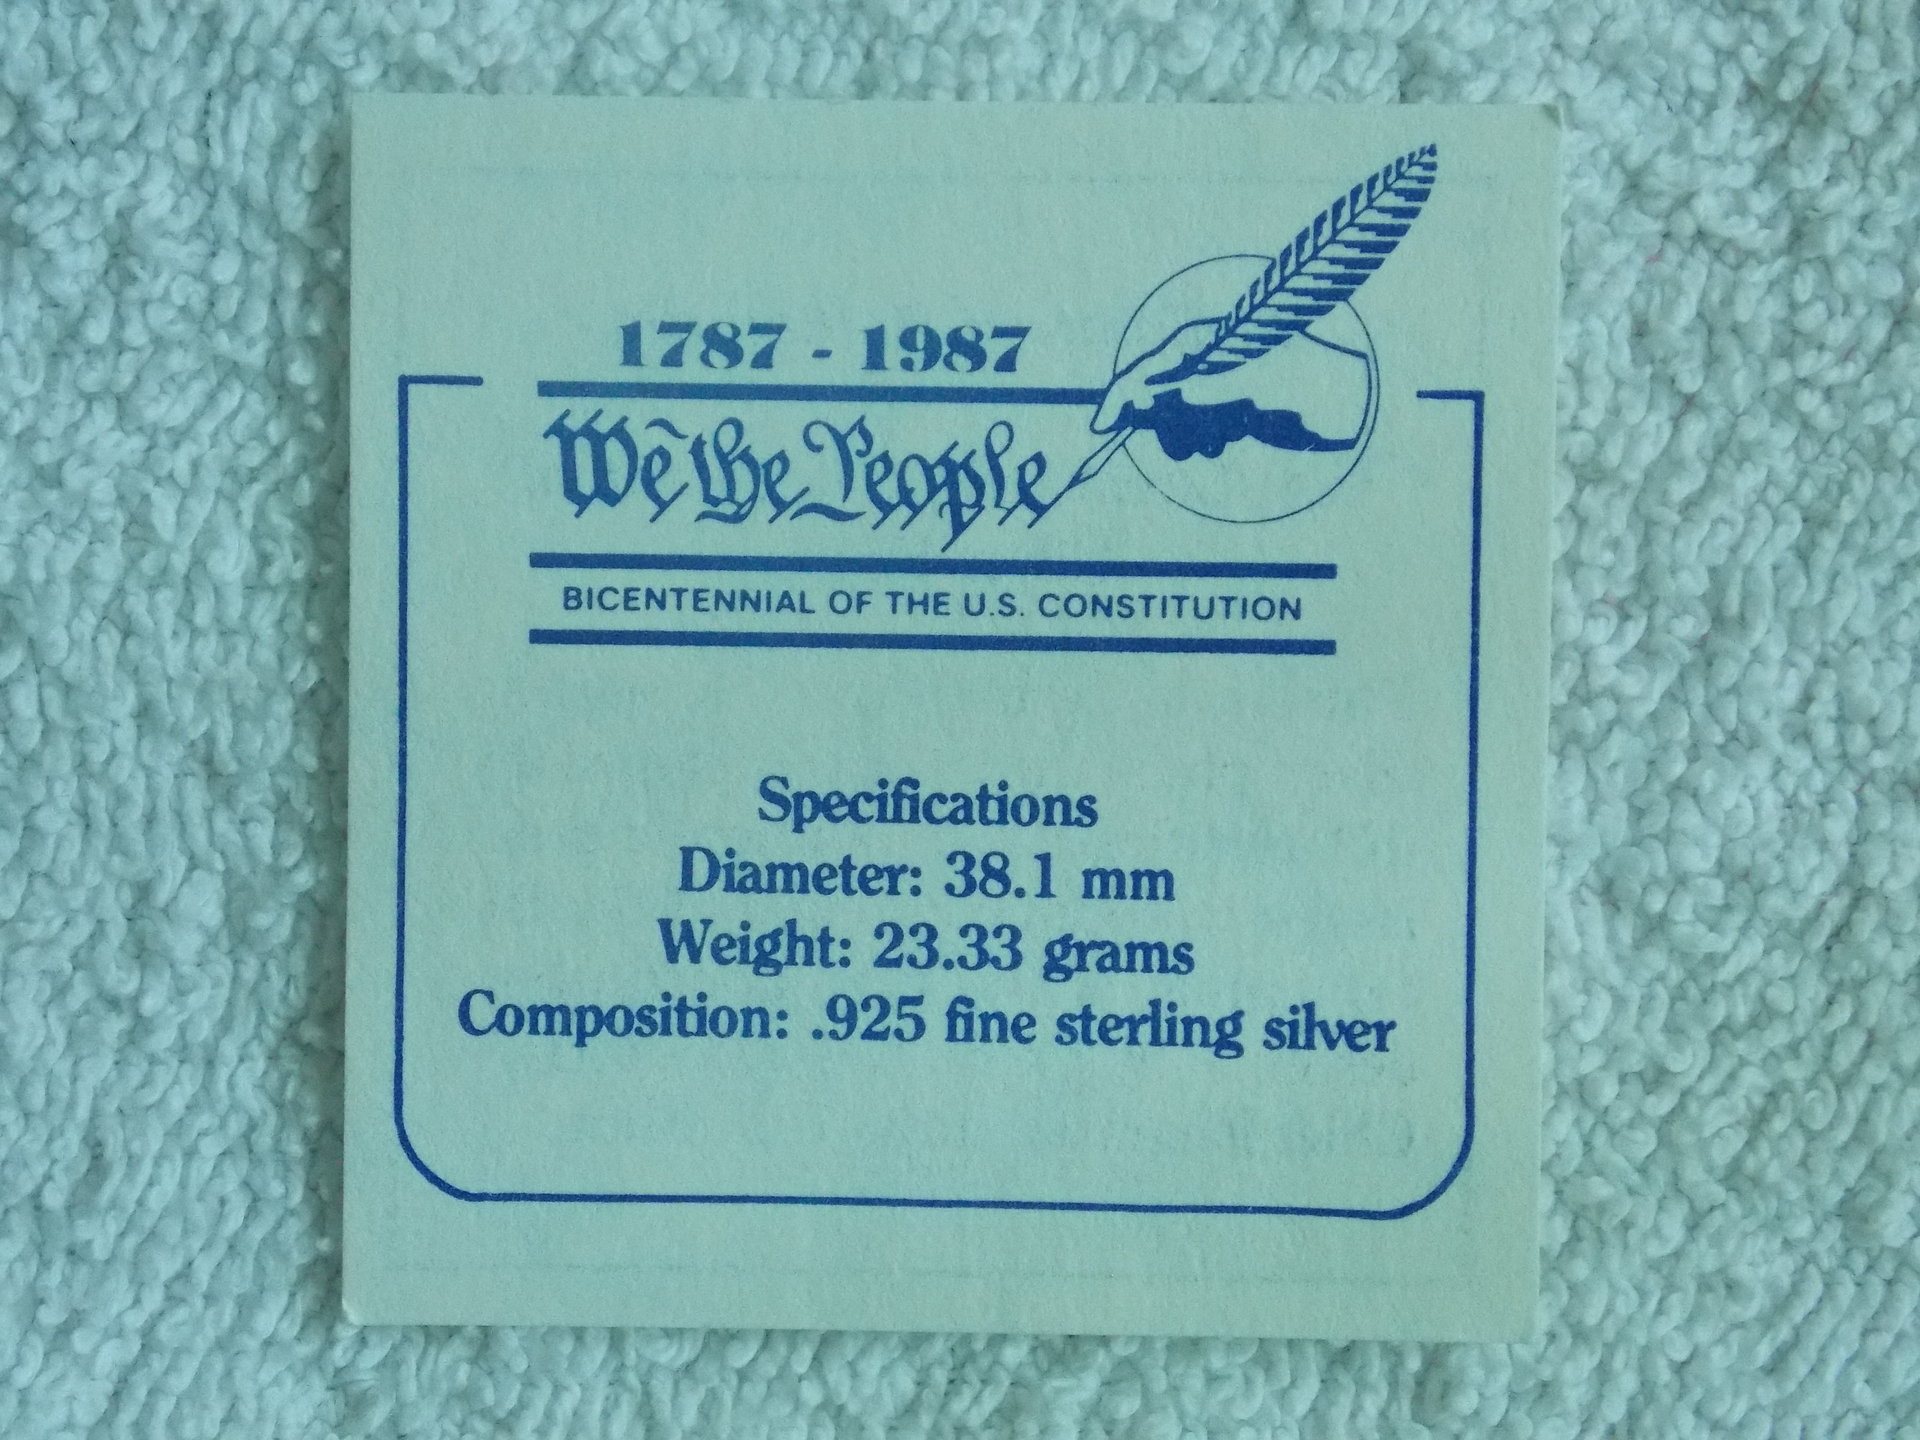 1787 - 1987
We the People
BICENTENNIAL OF THE U.S. CONSTITUTION
Specifications
Diameter: 38.1 mm
Weight: 23.33 grams
Composition: .925 fine sterling silver